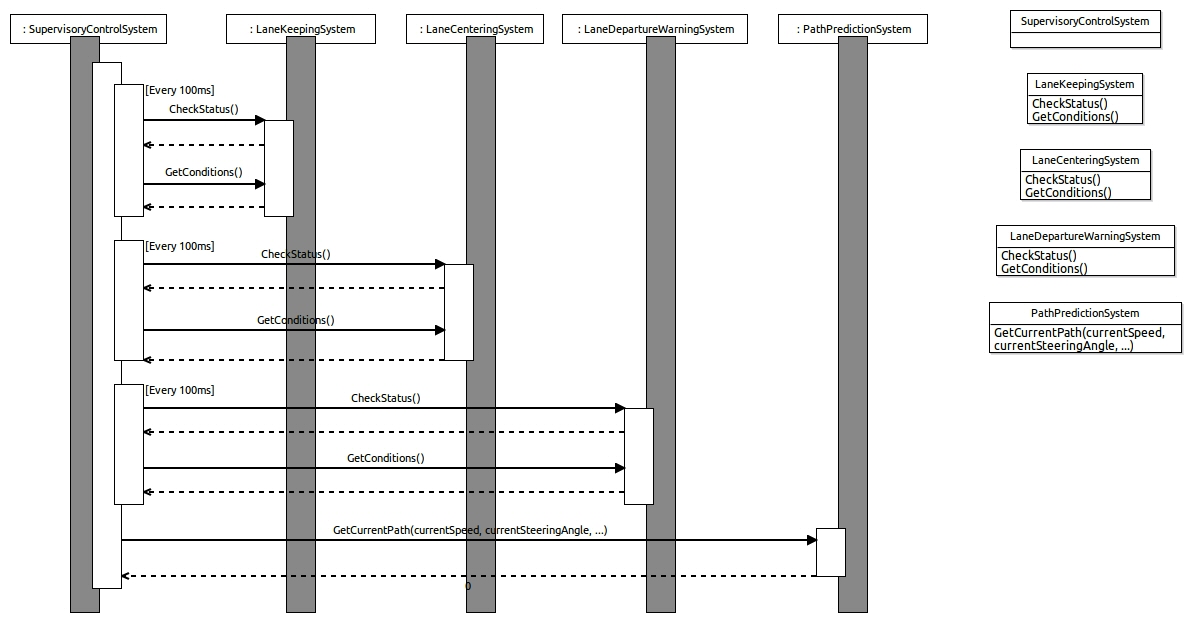 : SupervisoryControlSystem
: LaneKeepingSystem
: LaneCenteringSystem
: LaneDepartureWarningSystem
: PathPredictionSystem
[Every 100ms]
CheckStatus()
GetConditions()
[Every 100ms]
CheckStatus()
GetConditions()
[Every 100ms]
CheckStatus()
GetConditions()
GetCurrentPath(currentSpeed, currentSteeringAngle, ...)
0
SupervisoryControlSystem
LaneKeepingSystem
CheckStatus()
GetConditions()
LaneCenteringSystem
CheckStatus()
GetConditions()
LaneDepartureWarningSystem
CheckStatus()
GetConditions()
PathPredictionSystem
GetCurrentPath(currentSpeed,
currentSteeringAngle, ...)